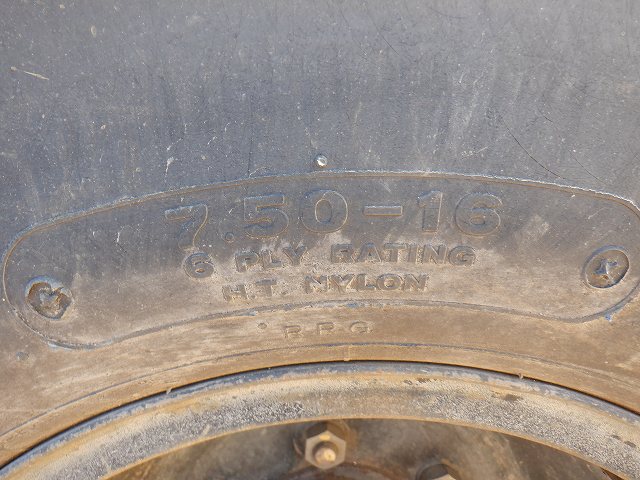 7.50-16
6 PLY RATING
H.T. NYLON
R.P.G.